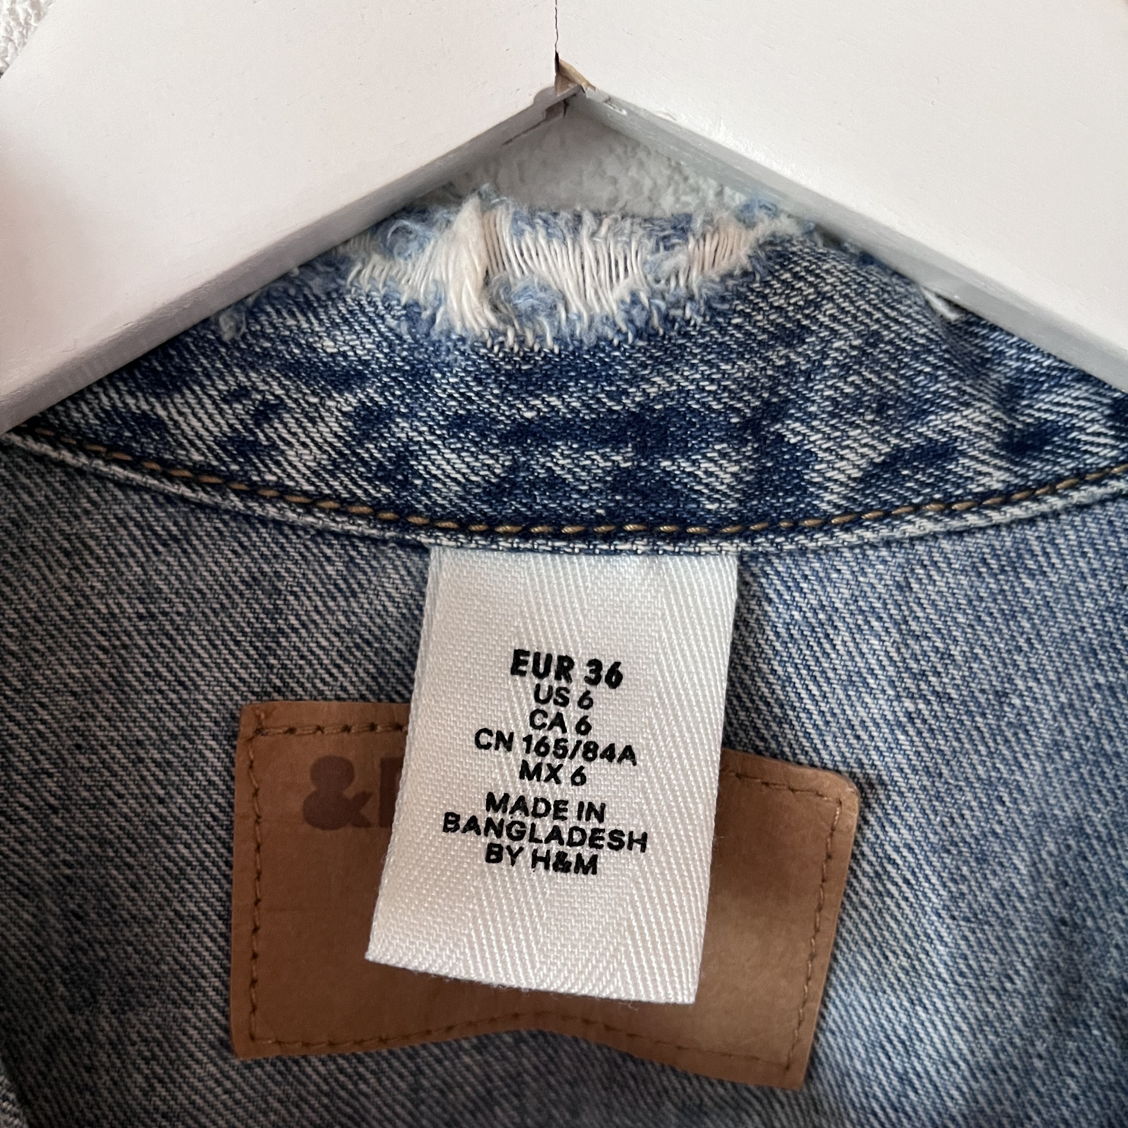 EUR 36
US 6
CA 6
CN 165/84A
MX 6
MADE IN
BANGLADESH
BY H&M
&